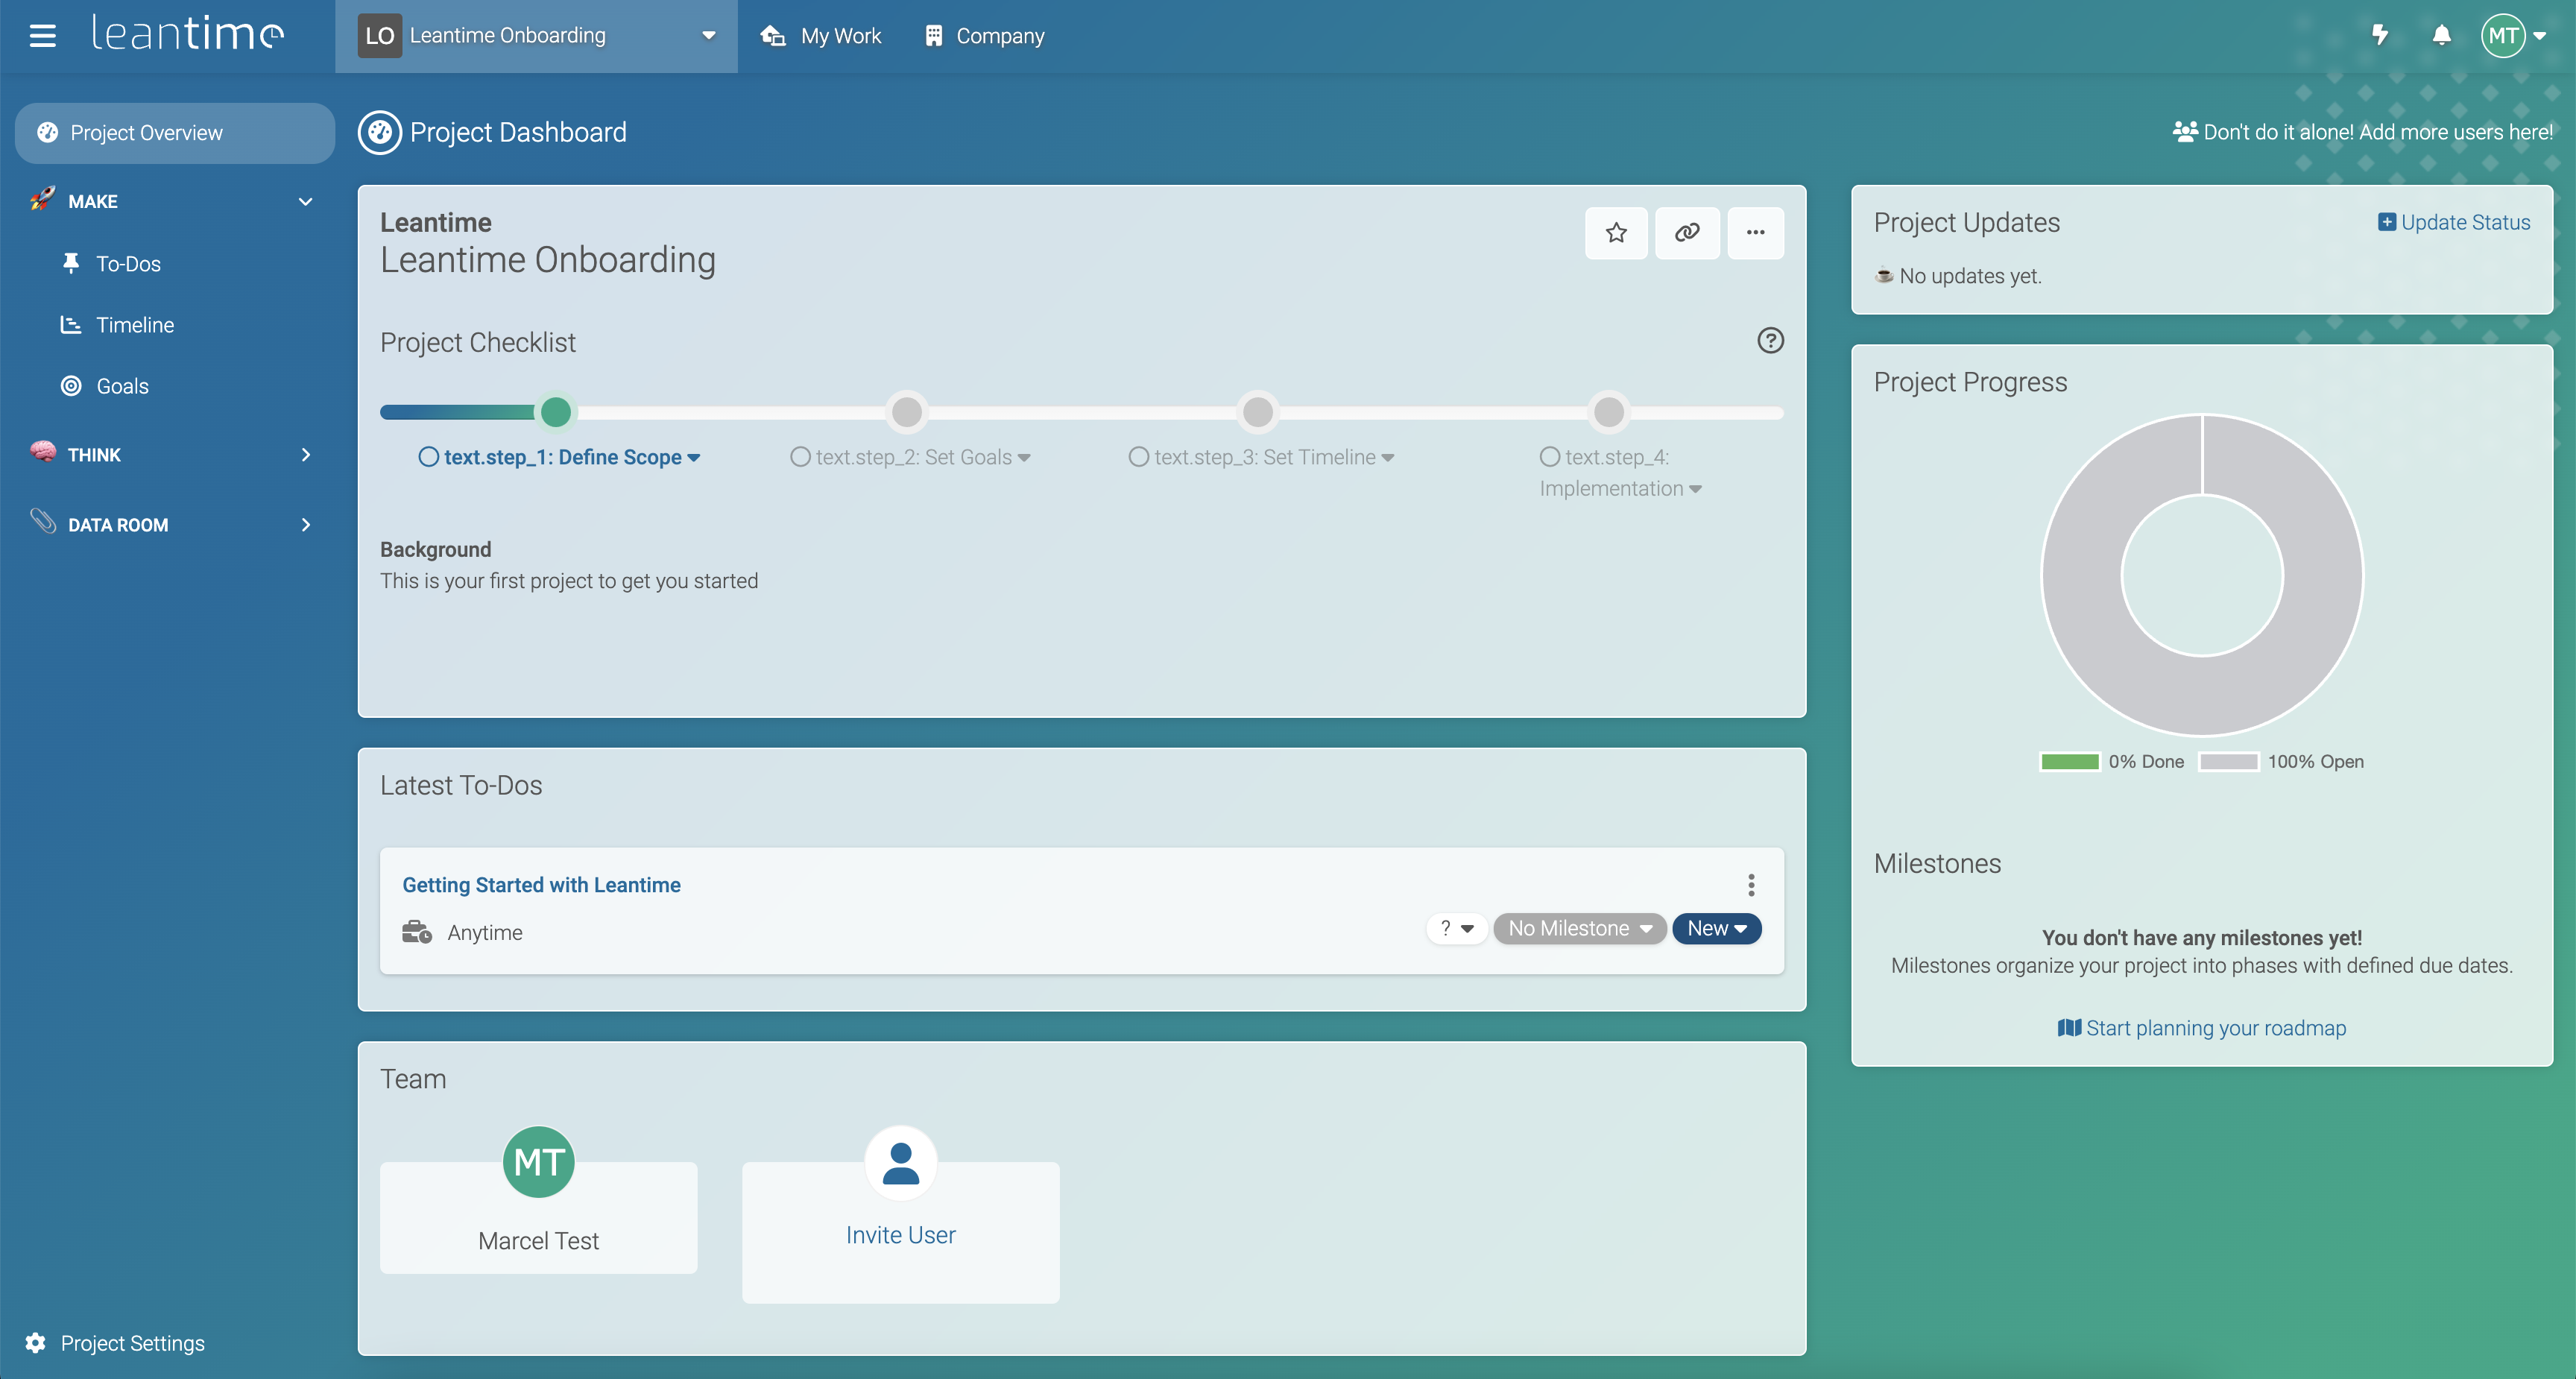 leantime
LO Leantime Onboarding
My Work
Company
MT
Project Overview
MAKE
To-Dos
Timeline
Goals
THINK
DATA ROOM
Project Settings
Project Dashboard
Don't do it alone! Add more users here!
Leantime
Leantime Onboarding
Project Checklist
?
text.step_1: Define Scope
text.step_2: Set Goals
text.step_3: Set Timeline
text.step_4:
Implementation
Background
This is your first project to get you started
Latest To-Dos
Getting Started with Leantime
Anytime
?
No Milestone
New
Team
MT
Marcel Test
Invite User
Project Updates
Update Status
No updates yet.
Project Progress
0% Done
100% Open
Milestones
You don't have any milestones yet!
Milestones organize your project into phases with defined due dates.
Start planning your roadmap